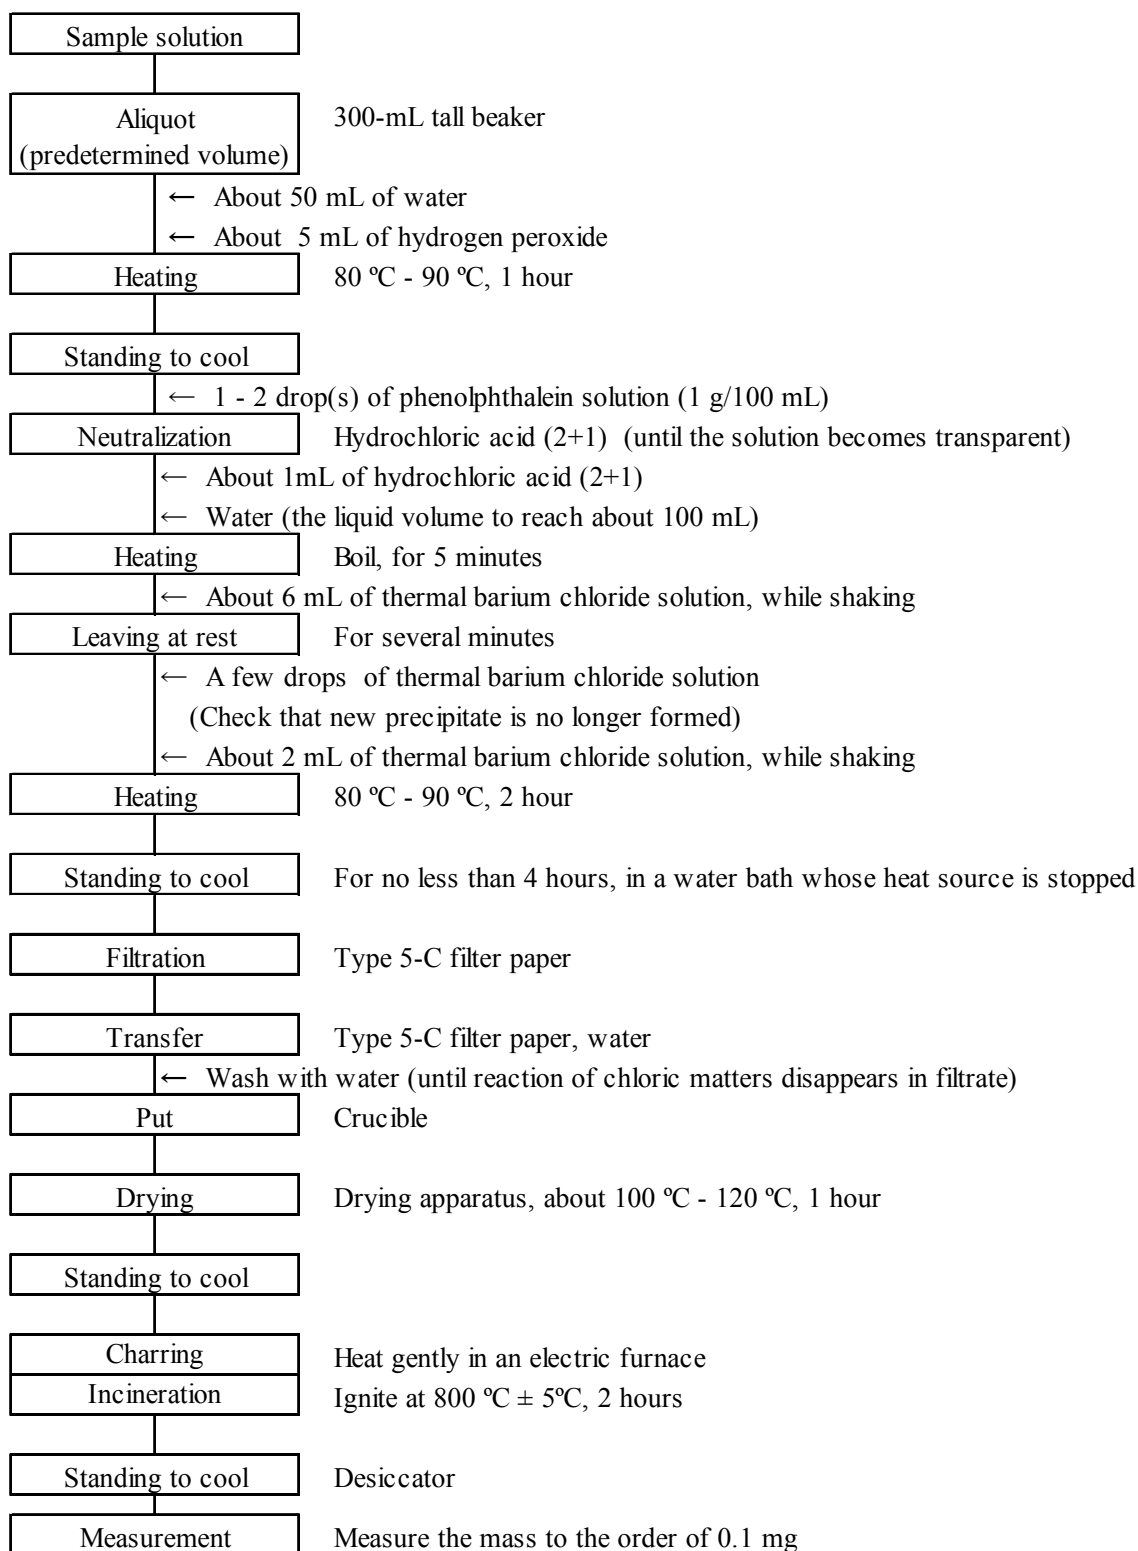 Sample solution
Aliquot
(predetermined volume)
300-mL tall beaker
← About 50 mL of water
← About 5 mL of hydrogen peroxide
Heating
80 ºC - 90 ºC, 1 hour
Standing to cool
← 1 - 2 drop(s) of phenolphthalein solution (1 g/100 mL)
Neutralization
Hydrochloric acid (2+1) (until the solution becomes transparent)
← About 1mL of hydrochloric acid (2+1)
← Water (the liquid volume to reach about 100 mL)
Heating
Boil, for 5 minutes
← About 6 mL of thermal barium chloride solution, while shaking
Leaving at rest
For several minutes
← A few drops of thermal barium chloride solution
(Check that new precipitate is no longer formed)
← About 2 mL of thermal barium chloride solution, while shaking
Heating
80 ºC - 90 ºC, 2 hour
Standing to cool
For no less than 4 hours, in a water bath whose heat source is stopped
Filtration
Type 5-C filter paper
Transfer
Type 5-C filter paper, water
← Wash with water (until reaction of chloric matters disappears in filtrate)
Put
Crucible
Drying
Drying apparatus, about 100 ºC - 120 ºC, 1 hour
Standing to cool
Charring
Heat gently in an electric furnace
Incineration
Ignite at 800 ºC ± 5ºC, 2 hours
Standing to cool
Desiccator
Measurement
Measure the mass to the order of 0.1 mg